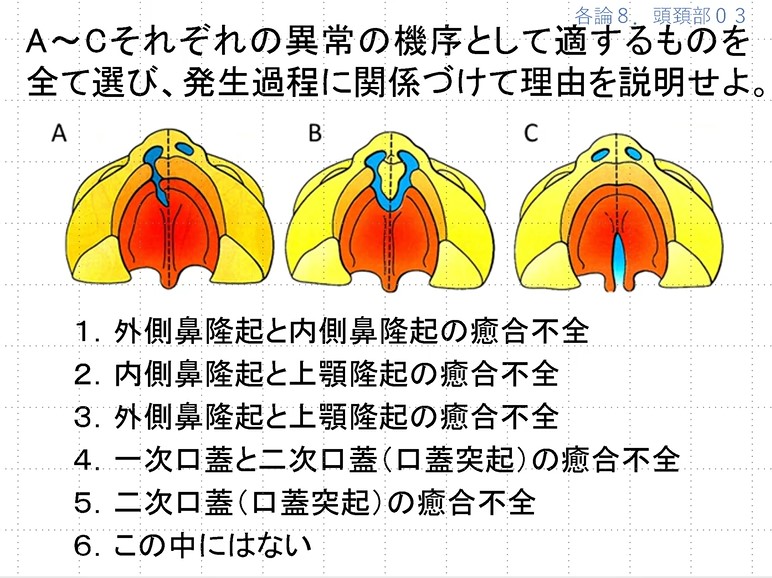 各論８．頭頚部０３
A～Cそれぞれの異常の機序として適するものを
全て選び、発生過程に関係づけて理由を説明せよ。
A B C
１．外側鼻隆起と内側鼻隆起の癒合不全
２．内側鼻隆起と上顎隆起の癒合不全
３．外側鼻隆起と上顎隆起の癒合不全
４．一次口蓋と二次口蓋（口蓋突起）の癒合不全
５．二次口蓋（口蓋突起）の癒合不全
６．この中にはない